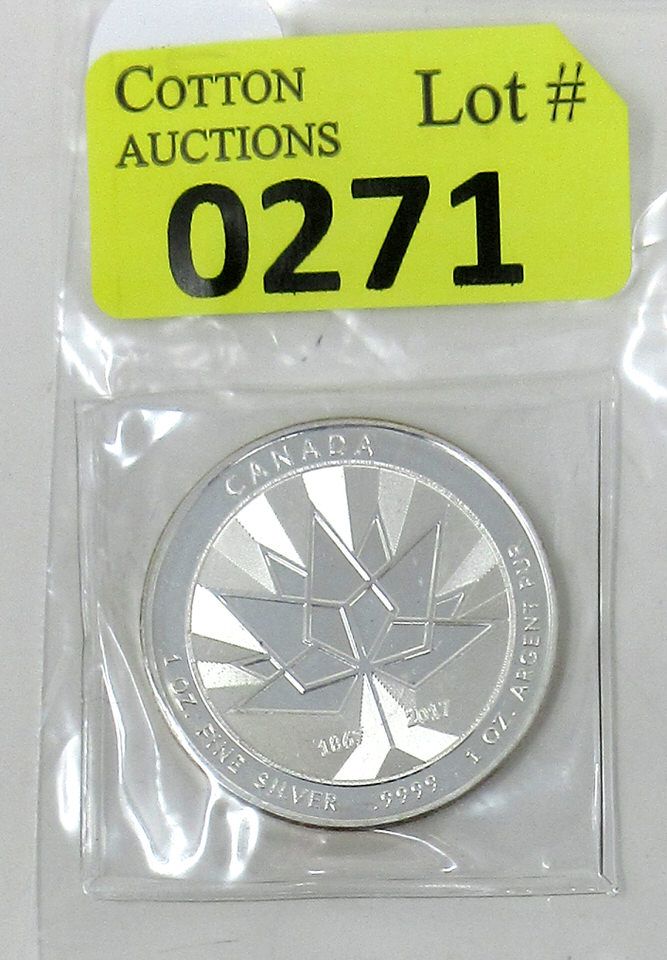 COTTON
AUCTIONS
Lot #
0271
CANADA
1867 2017
1 OZ. FINE SILVER .9999 1 OZ. ARGENT PUR